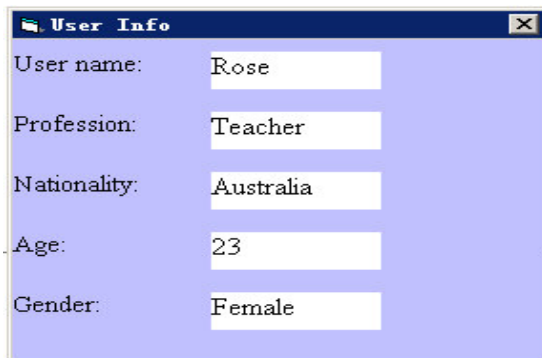 User Info
User name: Rose
Profession: Teacher
Nationality: Australia
Age: 23
Gender: Female